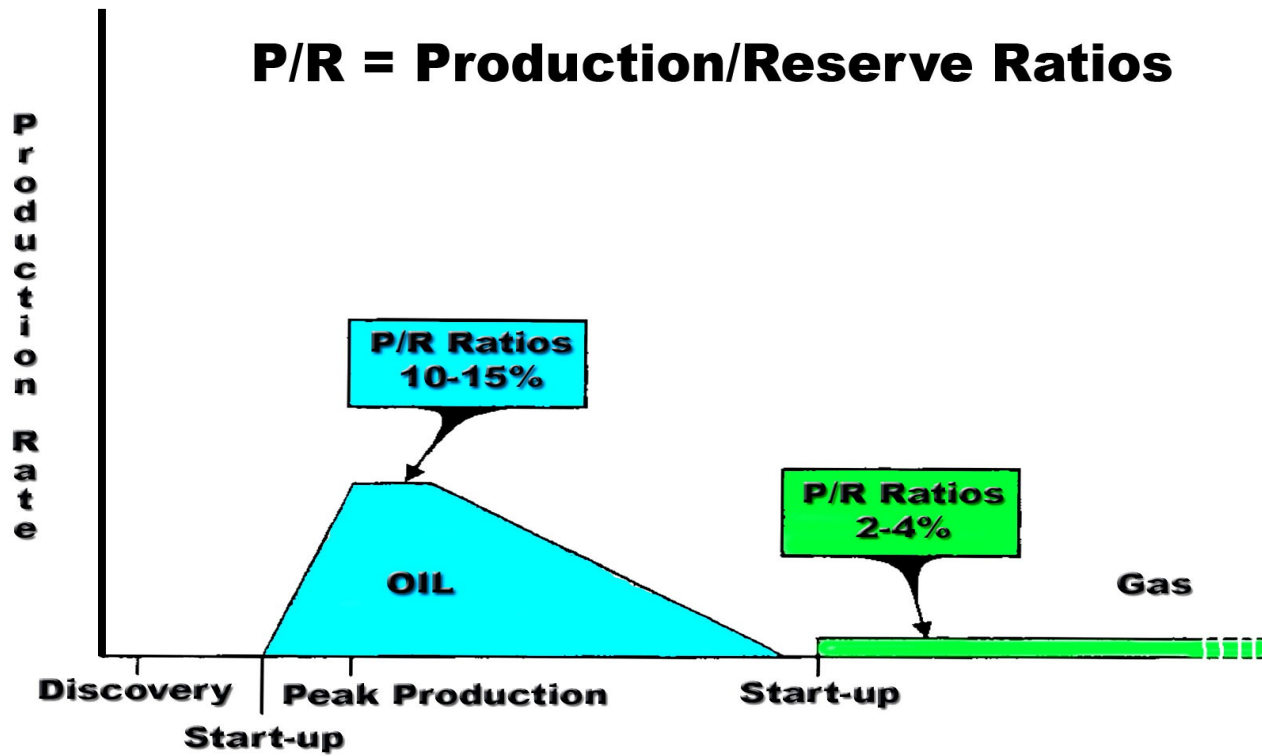 P/R = Production/Reserve Ratios
Production Rate
P/R Ratios
10-15%
P/R Ratios
2-4%
OIL
Gas
Discovery
Peak Production
Start-up
Start-up